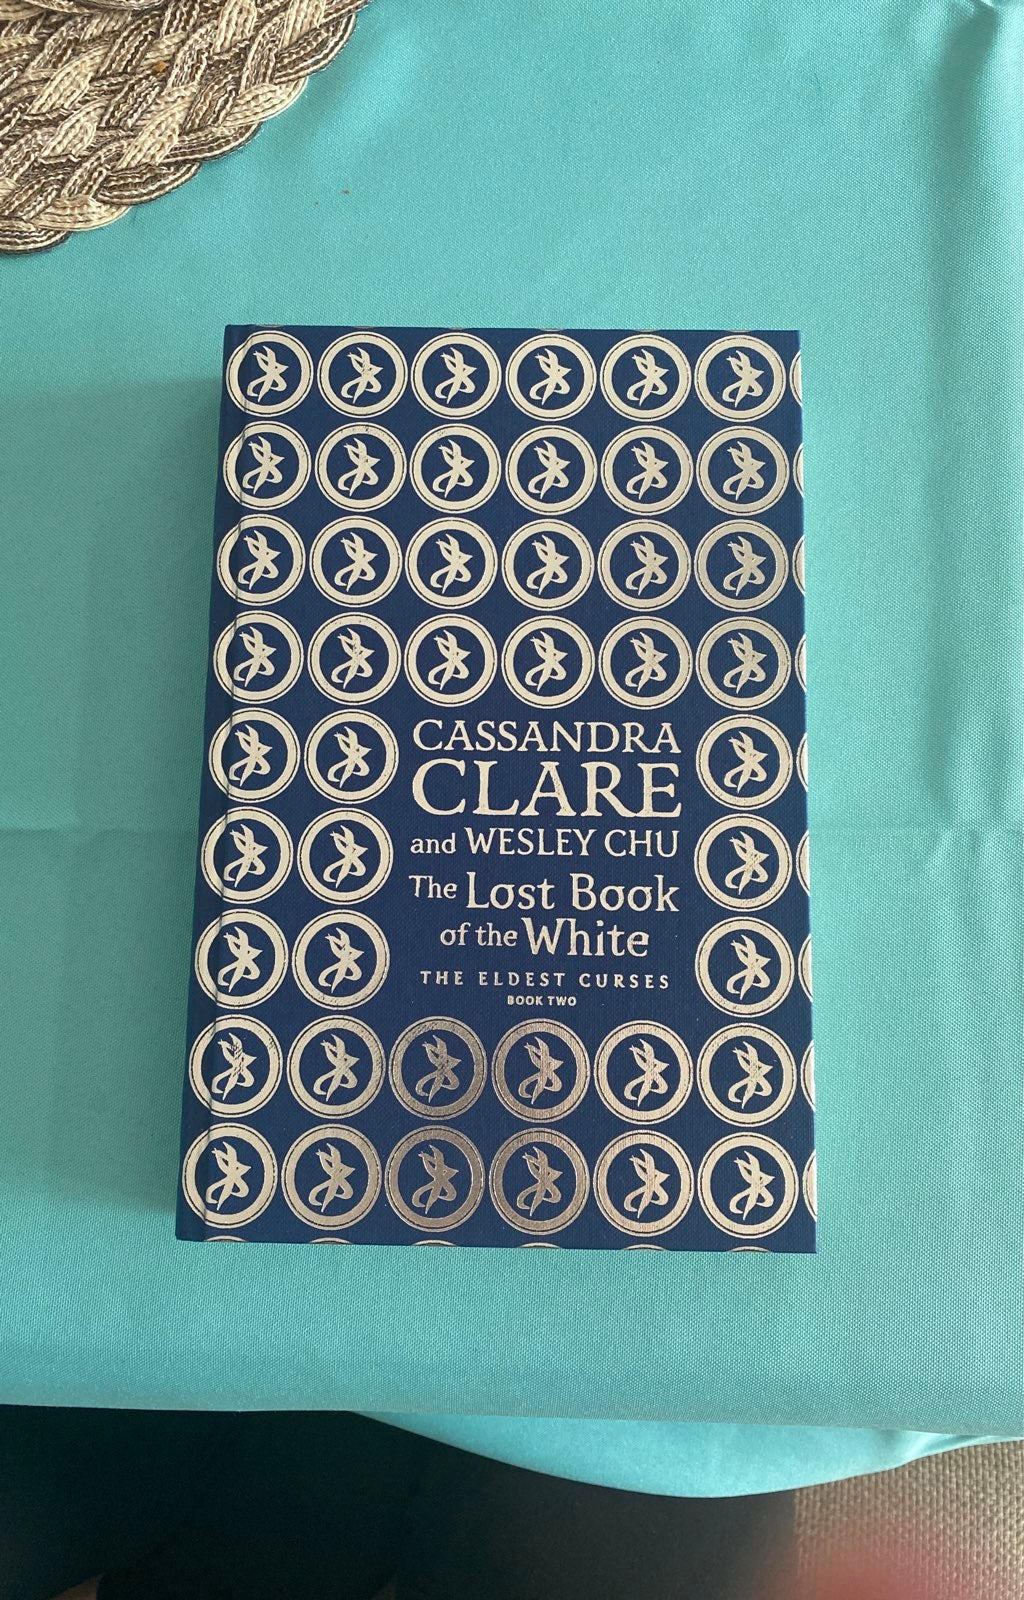 CASSANDRA
CLARE
and WESLEY CHU
The Lost Book
of the White
THE ELDEST CURSES
BOOK TWO